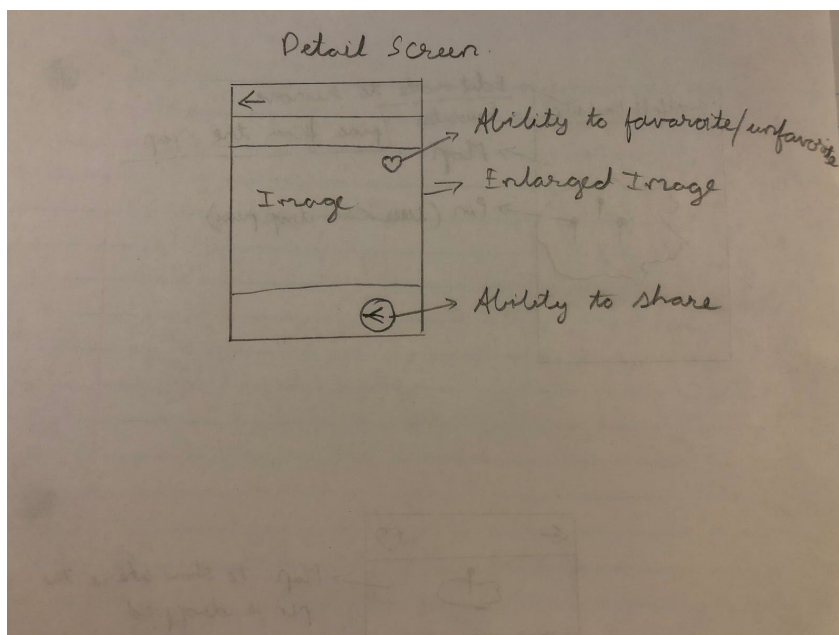 Detail Screen.
Ability to favaroite/unfavorite
Image
Enlarged Image
Ability to share